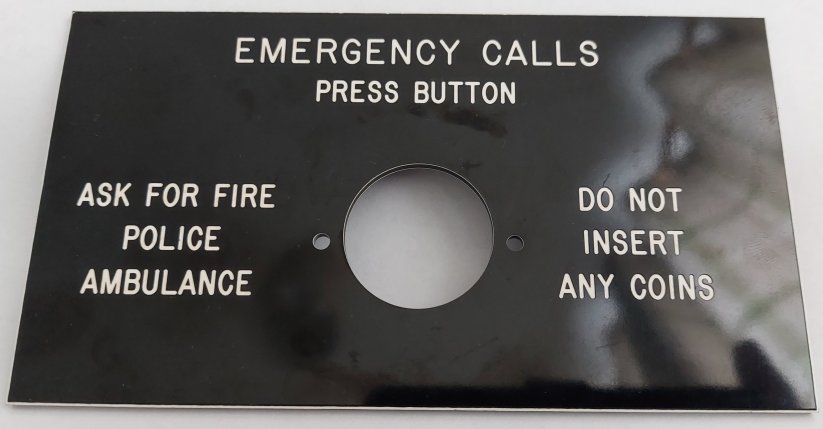 EMERGENCY CALLS
PRESS BUTTON
ASK FOR FIRE
POLICE
AMBULANCE
DO NOT
INSERT
ANY COINS